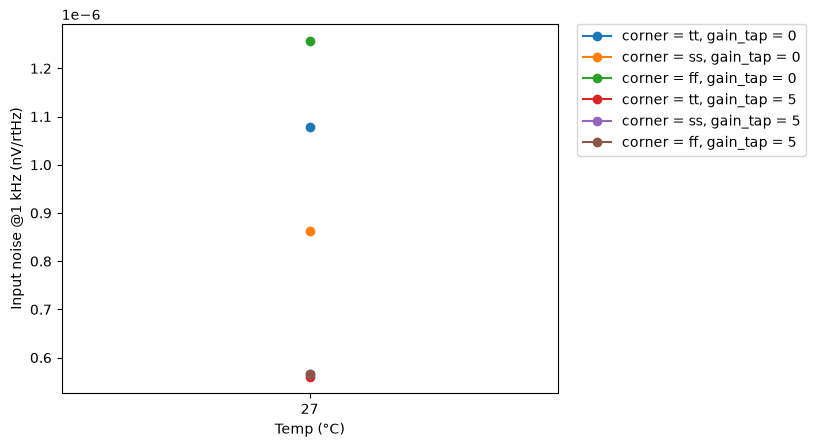 1e−6
1.2
1.1
1.0
0.9
0.8
0.7
0.6
Input noise @1 kHz (nV/rtHz)
27
Temp (°C)
corner = tt, gain_tap = 0
corner = ss, gain_tap = 0
corner = ff, gain_tap = 0
corner = tt, gain_tap = 5
corner = ss, gain_tap = 5
corner = ff, gain_tap = 5